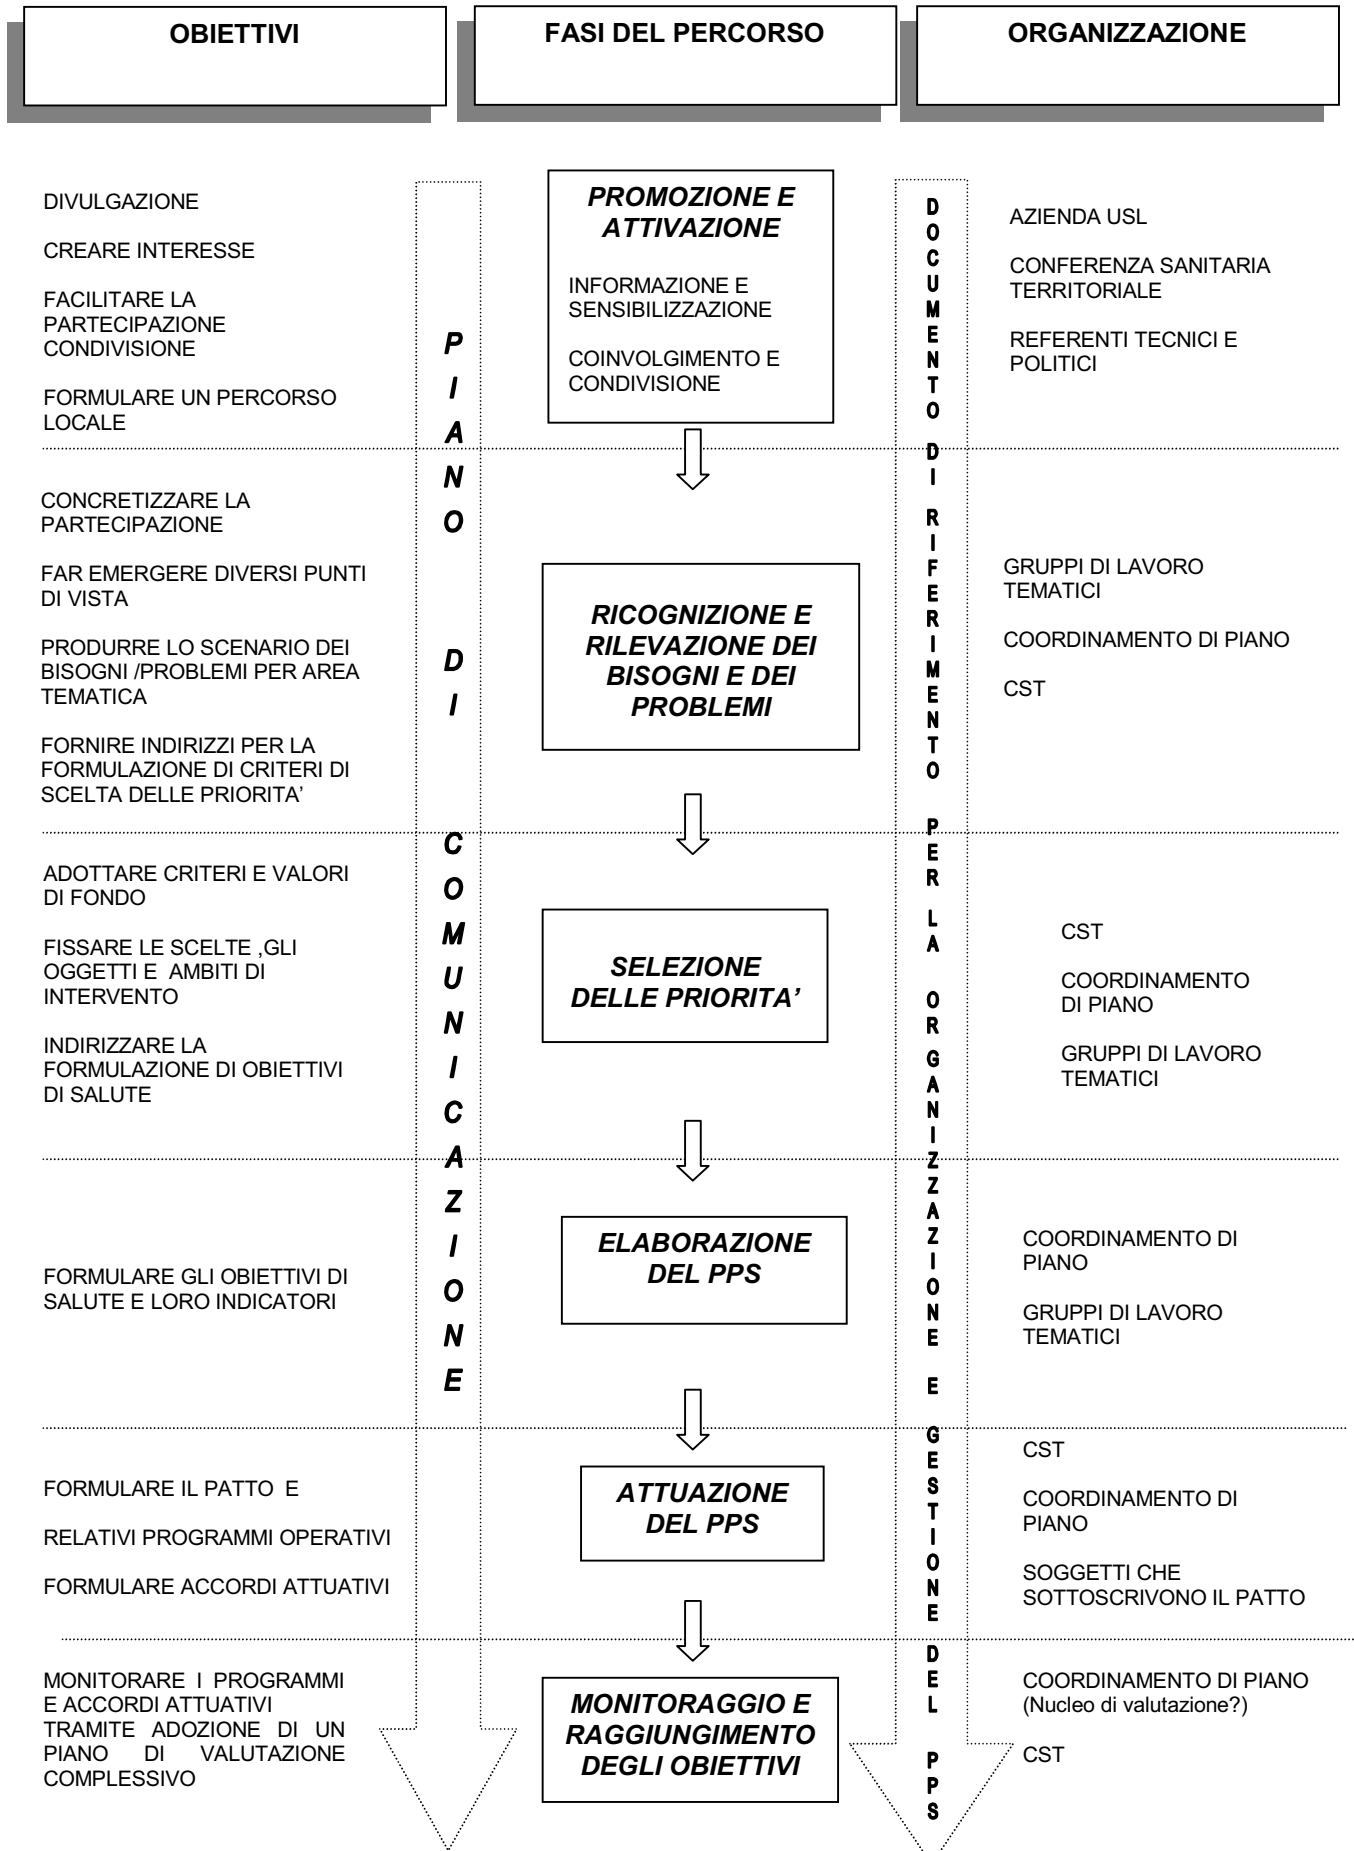 OBIETTIVI
FASI DEL PERCORSO
ORGANIZZAZIONE
DIVULGAZIONE
CREARE INTERESSE
FACILITARE LA
PARTECIPAZIONE
CONDIVISIONE
FORMULARE UN PERCORSO
LOCALE
PROMOZIONE E
ATTIVAZIONE
INFORMAZIONE E
SENSIBILIZZAZIONE
COINVOLGIMENTO E
CONDIVISIONE
AZIENDA USL
CONFERENZA SANITARIA
TERRITORIALE
REFERENTI TECNICI E
POLITICI
PIANO DI COMUNICAZIONE
DOCUMENTO DI RIFERIMENTO PER LA ORGANIZZAZIONE E GESTIONE DEL PPS
CONCRETIZZARE LA
PARTECIPAZIONE
FAR EMERGERE DIVERSI PUNTI
DI VISTA
PRODURRE LO SCENARIO DEI
BISOGNI /PROBLEMI PER AREA
TEMATICA
FORNIRE INDIRIZZI PER LA
FORMULAZIONE DI CRITERI DI
SCELTA DELLE PRIORITA’
RICOGNIZIONE E
RILEVAZIONE DEI
BISOGNI E DEI
PROBLEMI
GRUPPI DI LAVORO
TEMATICI
COORDINAMENTO DI PIANO
CST
ADOTTARE CRITERI E VALORI
DI FONDO
FISSARE LE SCELTE ,GLI
OGGETTI E  AMBITI DI
INTERVENTO
INDIRIZZARE LA
FORMULAZIONE DI OBIETTIVI
DI SALUTE
SELEZIONE
DELLE PRIORITA’
CST
COORDINAMENTO
DI PIANO
GRUPPI DI LAVORO
TEMATICI
FORMULARE GLI OBIETTIVI DI
SALUTE E LORO INDICATORI
ELABORAZIONE
DEL PPS
COORDINAMENTO DI
PIANO
GRUPPI DI LAVORO
TEMATICI
FORMULARE IL PATTO  E
RELATIVI PROGRAMMI OPERATIVI
FORMULARE ACCORDI ATTUATIVI
ATTUAZIONE
DEL PPS
CST
COORDINAMENTO DI
PIANO
SOGGETTI CHE
SOTTOSCRIVONO IL PATTO
MONITORARE I PROGRAMMI
E ACCORDI ATTUATIVI
TRAMITE ADOZIONE DI UN
PIANO DI VALUTAZIONE
COMPLESSIVO
MONITORAGGIO E
RAGGIUNGIMENTO
DEGLI OBIETTIVI
COORDINAMENTO DI PIANO
(Nucleo di valutazione?)
CST